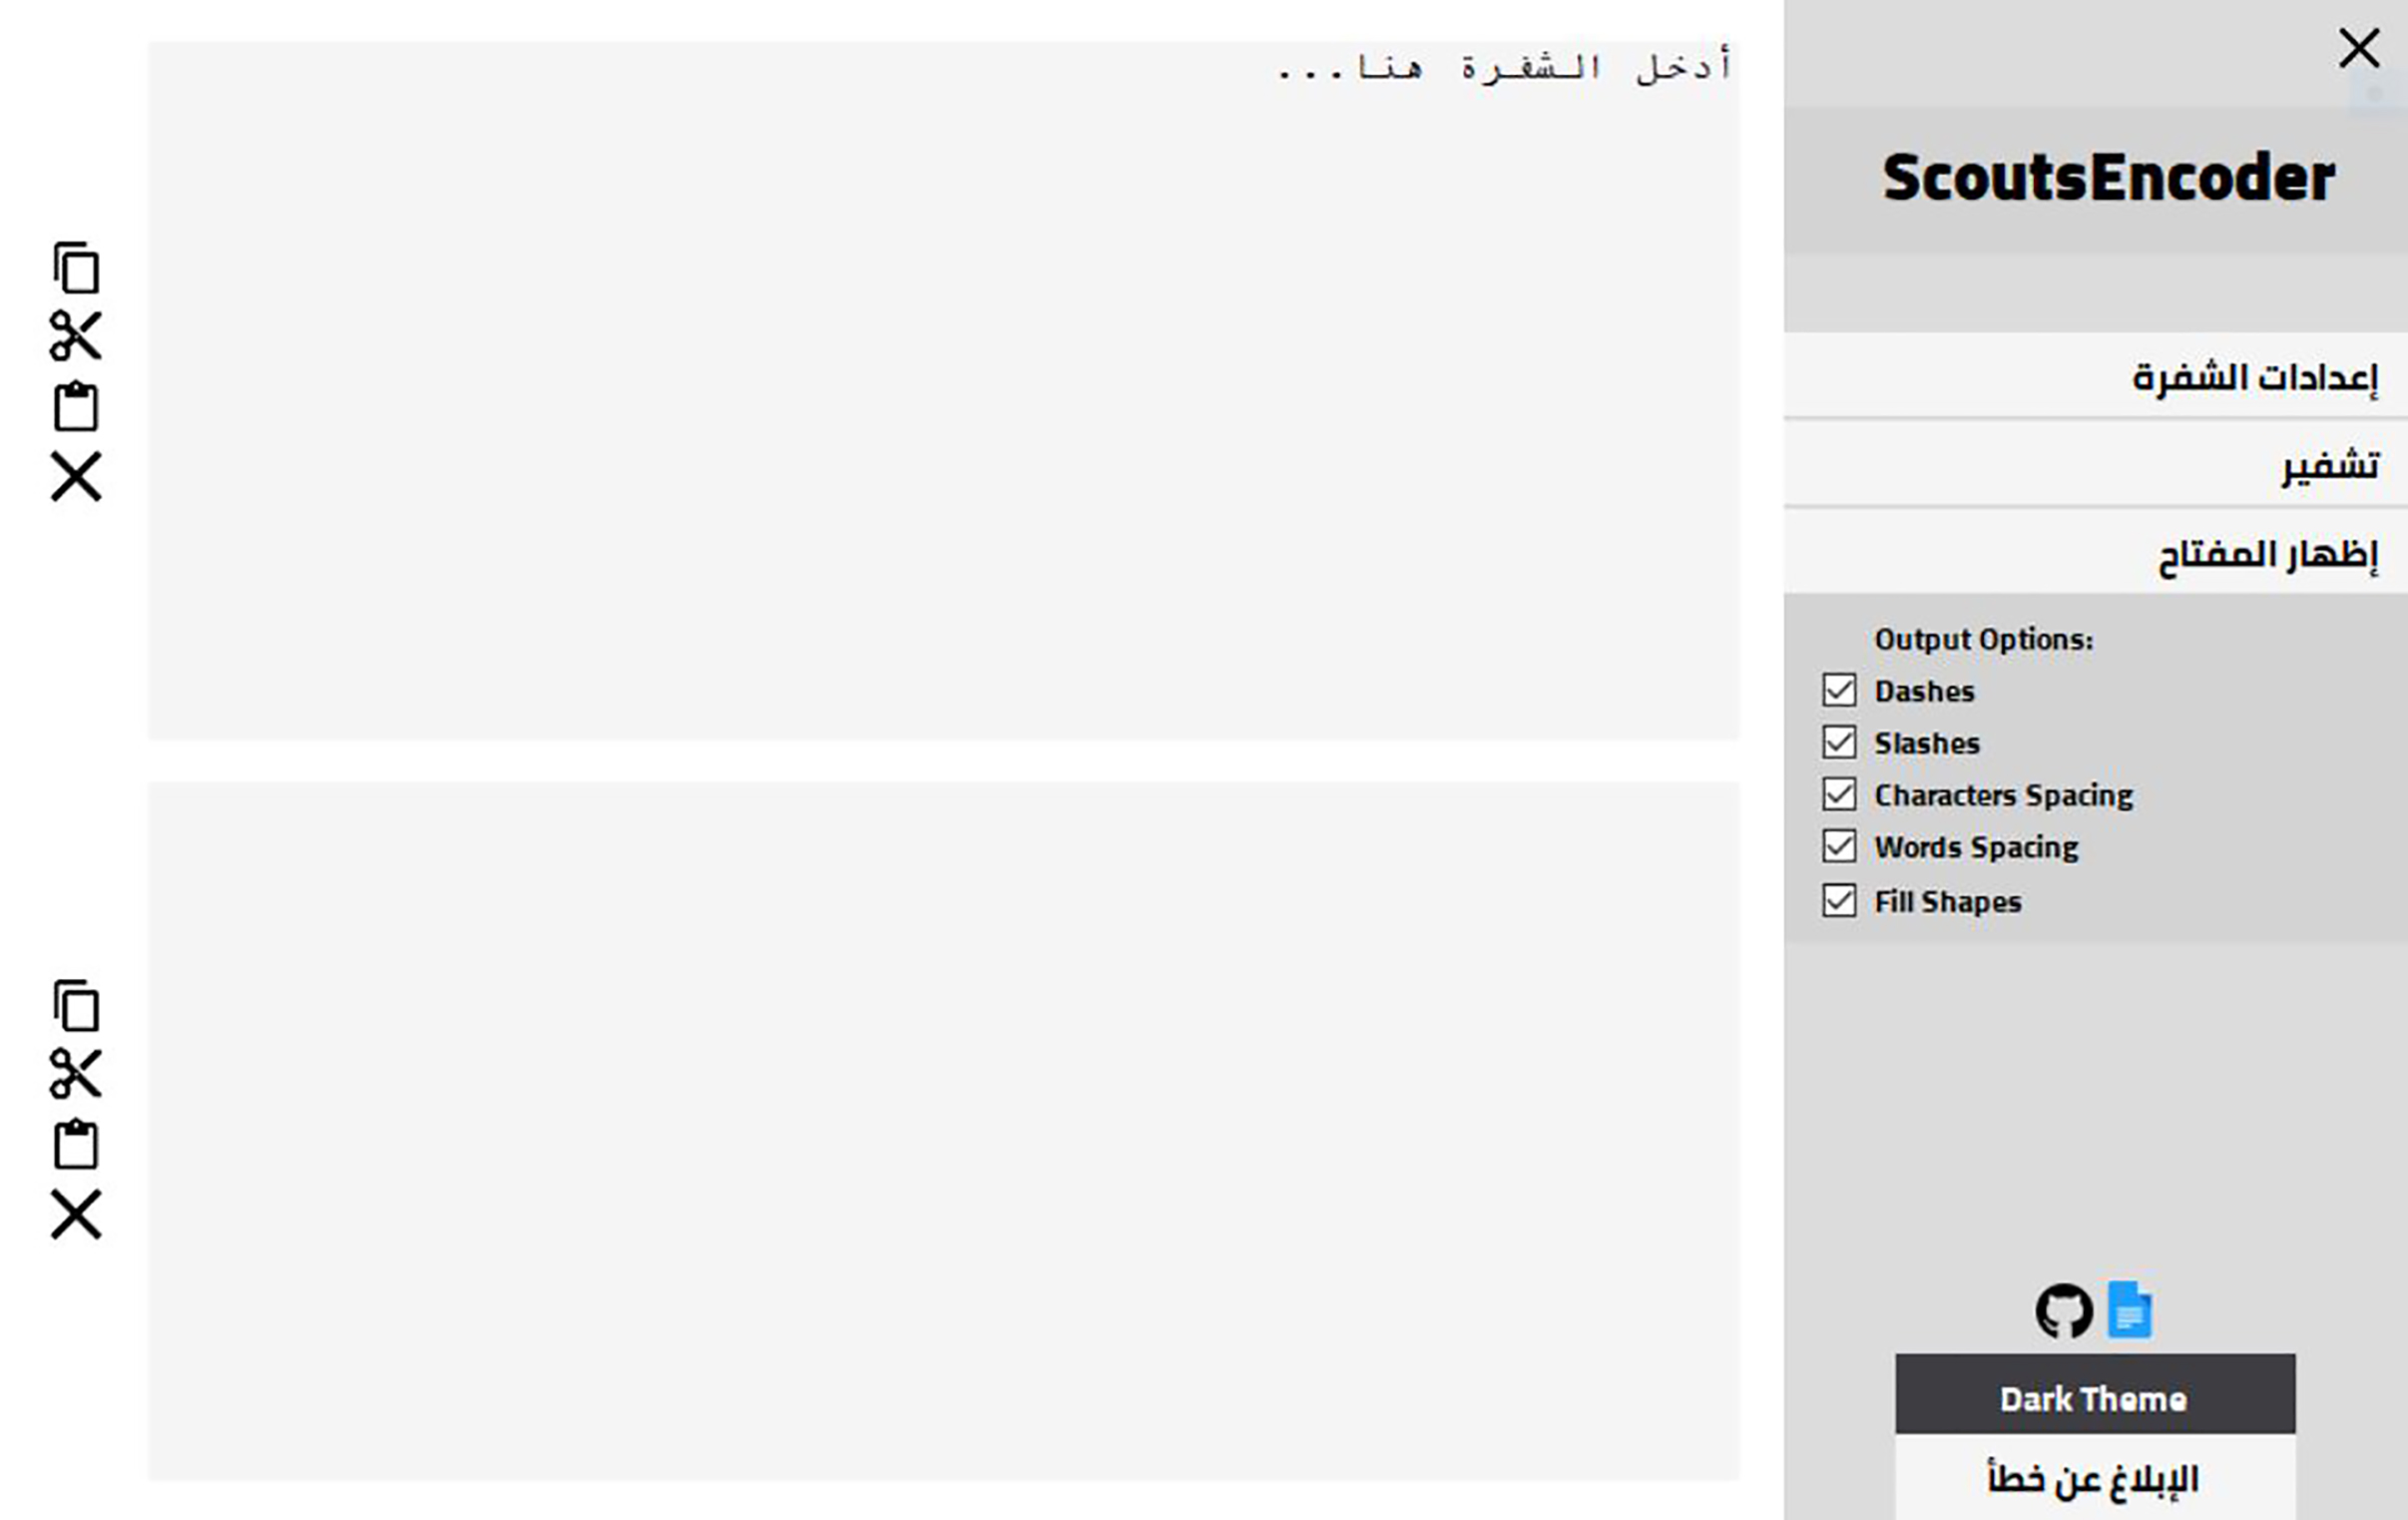 أدخل الشفرة هنا...
ScoutsEncoder
إعدادات الشفرة
تشفير
إظهار المفتاح
Output Options:
Dashes
Slashes
Characters Spacing
Words Spacing
Fill Shapes
Dark Theme
الإبلاغ عن خطأ